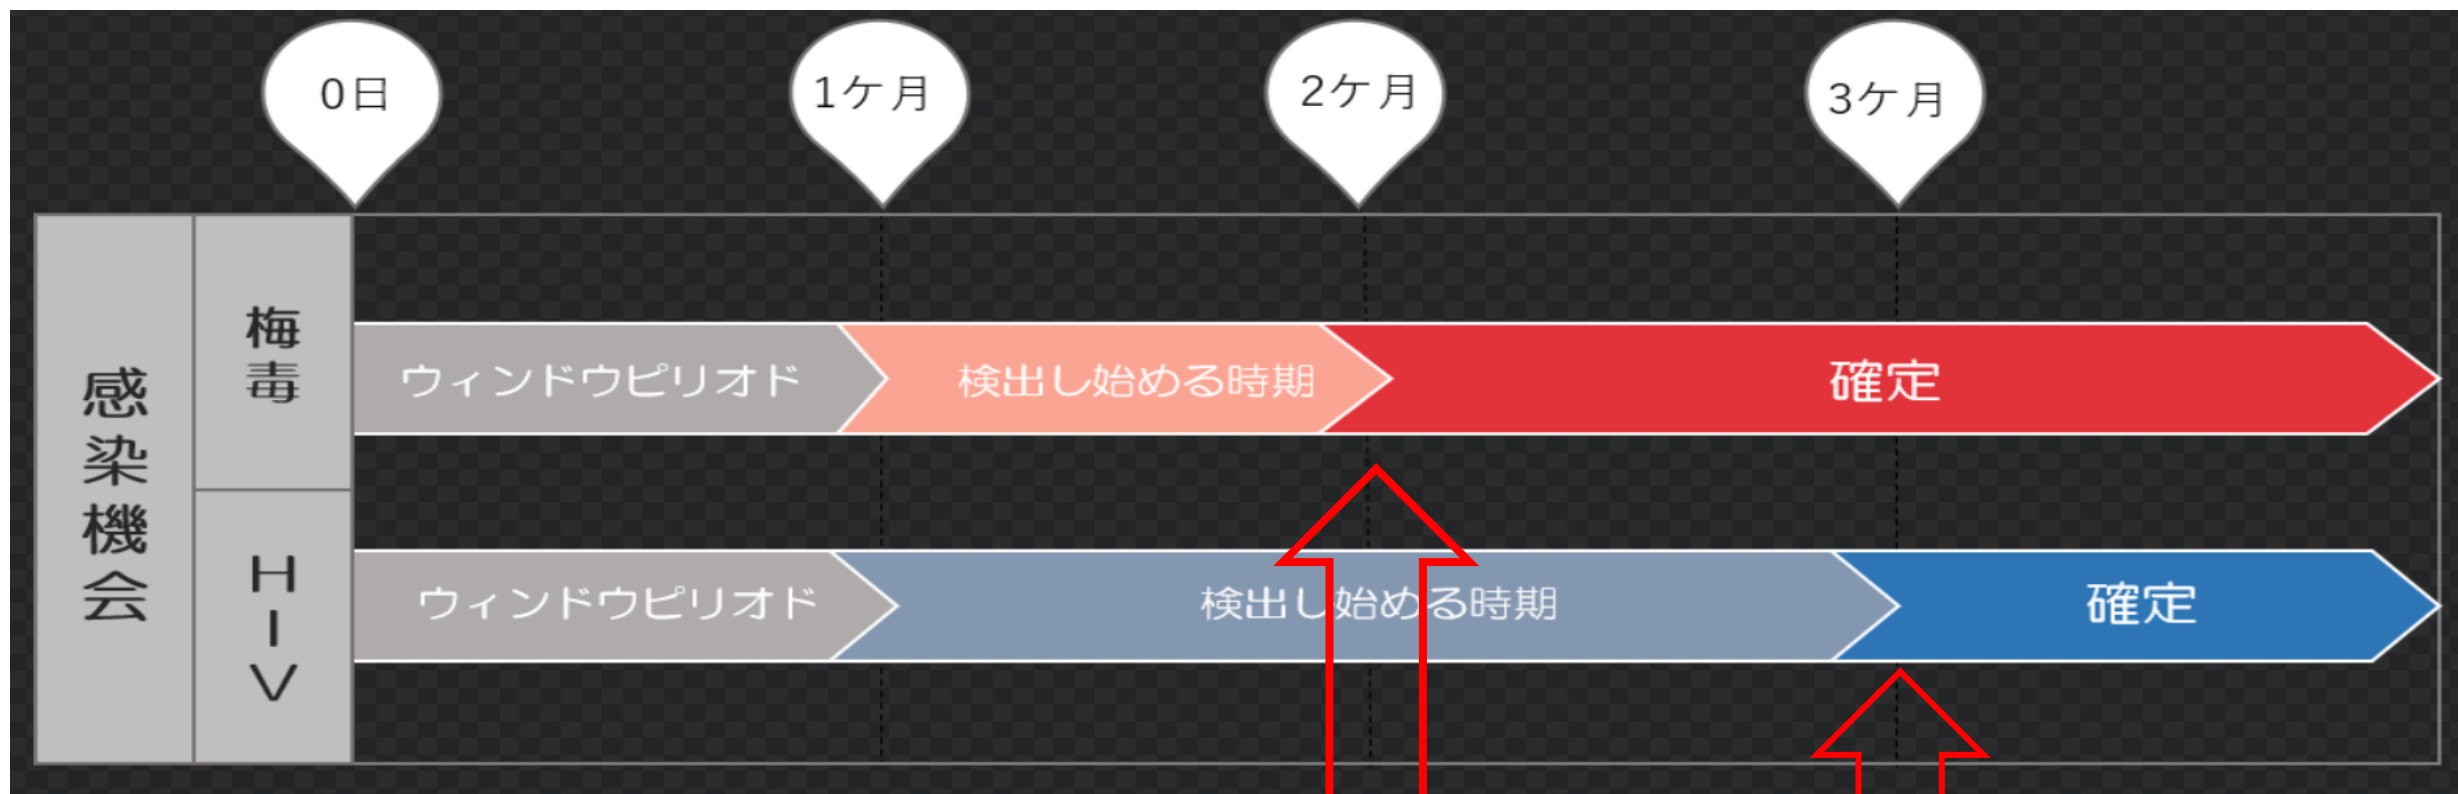 0日
1ケ月
2ケ月
3ケ月
感染機会
梅毒
ウィンドウピリオド
検出し始める時期
確定
HIV
ウィンドウピリオド
検出し始める時期
確定